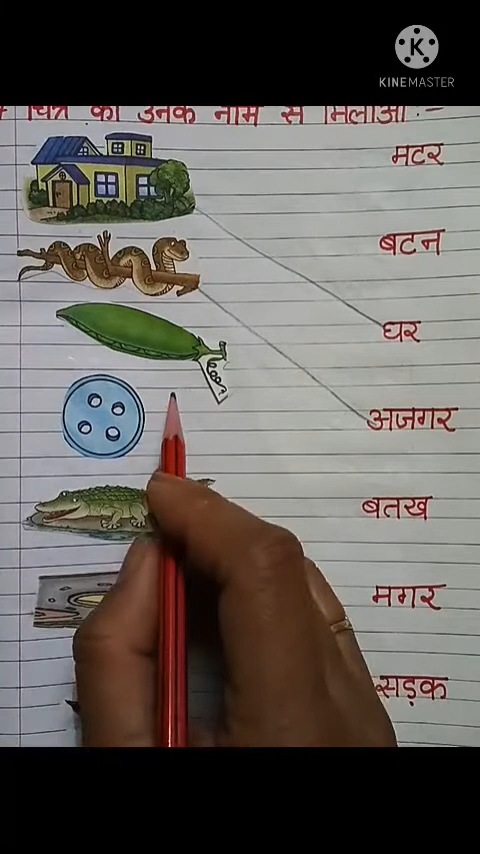 KINEMASTER
चित्र को उनके नाम से मिलाओ :-
मटर
बटन
घर
अजगर
बतख
मगर
सड़क